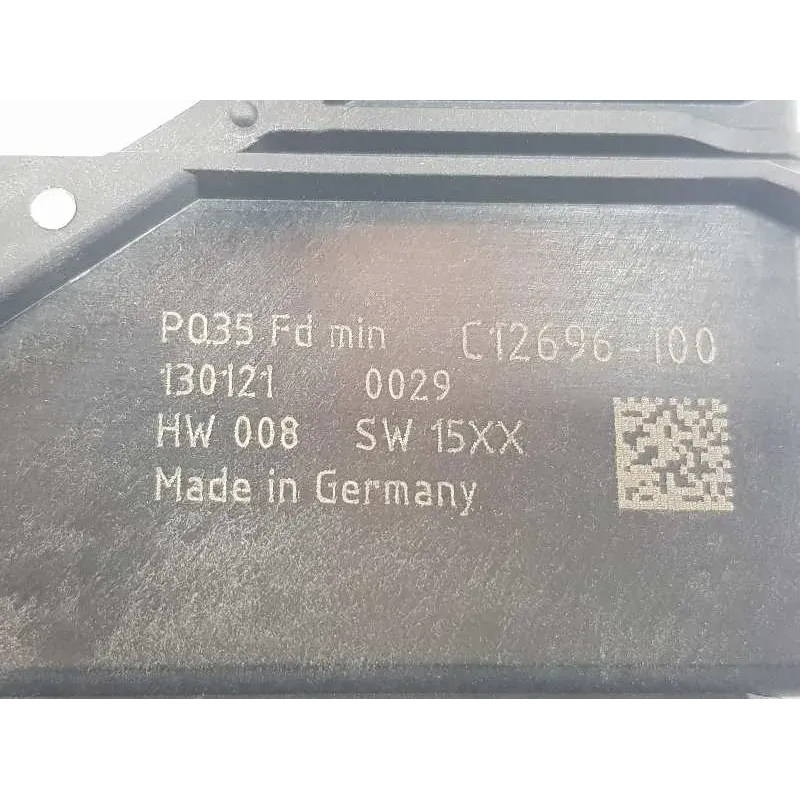 PQ35 Fd min C12696-100
130121 0029
HW 008 SW 15XX
Made in Germany